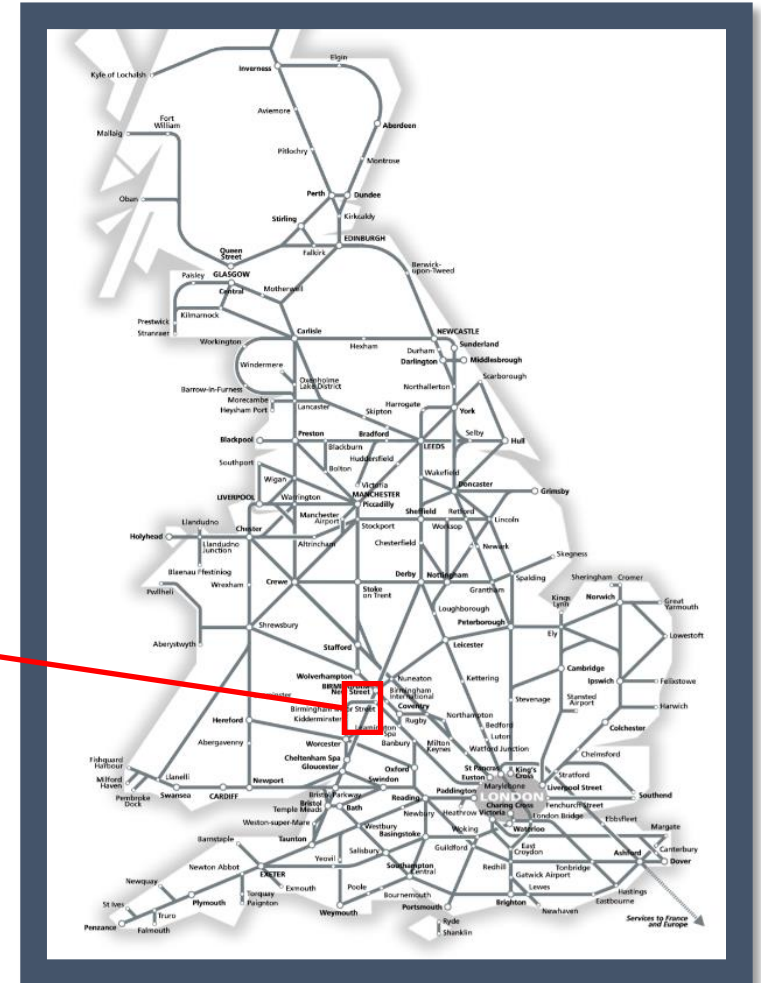 Elgin
Inverness
Kyle of Lochalsh
Aviemore
Fort
William
Mallaig
Aberdeen
Pitlochry
Montrose
Perth
Dundee
Oban
Stirling
Kirkcaldy
EDINBURGH
Queen
Street
Falkirk
Berwick-
upon-Tweed
Paisley
GLASGOW
Central
Motherwell
Prestwick
Kilmarnock
Stranraer
Carlisle
NEWCASTLE
Workington
Hexham
Sunderland
Durham
Darlington
Middlesbrough
Windermere
Scarborough
Oxenholme
Lake District
Barrow-in-Furness
Northallerton
Morecambe
Heysham Port
Lancaster
Harrogate
Skipton
York
Blackpool
Preston
Bradford
Selby
Blackburn
LEEDS
Hull
Southport
Huddersfield
Bolton
Wakefield
Wigan
Victoria
Doncaster
MANCHESTER
Grimsby
LIVERPOOL
Warrington
Piccadilly
Manchester
Airport
Sheffield
Retford
Llandudno
Stockport
Worksop
Lincoln
Holyhead
Chester
Llandudno
Junction
Altrincham
Chesterfield
Newark
Skegness
Blaenau Ffestiniog
Pwllheli
Wrexham
Crewe
Stoke
on Trent
Derby
Nottingham
Grantham
Spalding
Sheringham
Cromer
Kings
Lynn
Norwich
Great
Yarmouth
Loughborough
Shrewsbury
Peterborough
Ely
Lowestoft
Aberystwyth
Stafford
Leicester
Wolverhampton
Nuneaton
Kettering
Cambridge
Ipswich
Felixstowe
Street
Birmingham
International
Birmingham
Street
Coventry
Stevenage
Stansted
Airport
Harwich
Kidderminster
Rugby
Northampton
Hereford
Spa
Bedford
Colchester
Worcester
Banbury
Milton
Keynes
Luton
Abergavenny
Watford Junction
Chelmsford
Fishguard
Harbour
Cheltenham Spa
Gloucester
Oxford
St Pancras
Euston
King's
Cross
Stratford
Milford
Haven
Llanelli
Newport
Swindon
Marylebone
Liverpool Street
Pembroke
Dock
Swansea
CARDIFF
Bristol Parkway
Reading
Paddington
LONDON
Southend
Bristol
Temple Meads
Bath
Charing Cross
Fenchurch Street
Newbury
Heathrow
Victoria
London Bridge
Ebbsfleet
Weston-super-Mare
Westbury
Basingstoke
Woking
Waterloo
Margate
Barnstaple
Taunton
Salisbury
Guildford
East
Croydon
Canterbury
Yeovil
Southampton
Central
Redhill
Tonbridge
Ashford
Dover
Newton Abbot
EXETER
Gatwick Airport
Newquay
Exmouth
Poole
Lewes
Hastings
Torquay
Paignton
Bournemouth
Eastbourne
St Ives
Plymouth
Weymouth
Portsmouth
Brighton
Newhaven
Truro
Penzance
Falmouth
Ryde
Shanklin
Services to France
and Europe